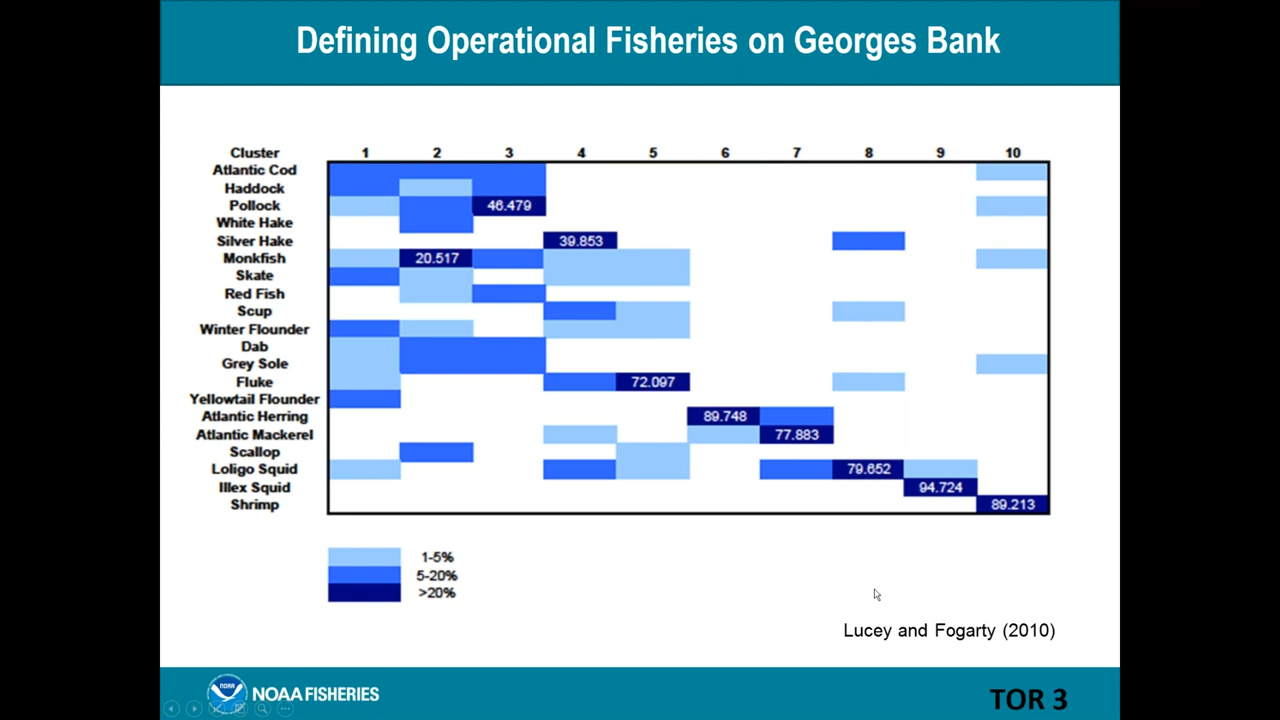 Defining Operational Fisheries on Georges Bank
Cluster 1 2 3 4 5 6 7 8 9 10
Atlantic Cod
Haddock
Pollock 46.479
White Hake
Silver Hake 39.853
Monkfish 20.517
Skate
Red Fish
Scup
Winter Flounder
Dab
Grey Sole
Fluke 72.097
Yellowtail Flounder
Atlantic Herring 89.748
Atlantic Mackerel 77.883
Scallop
Loligo Squid 79.652
Illex Squid 94.724
Shrimp 89.213
1-5%
5-20%
>20%
Lucey and Fogarty (2010)
NOAA
NOAA FISHERIES
TOR 3